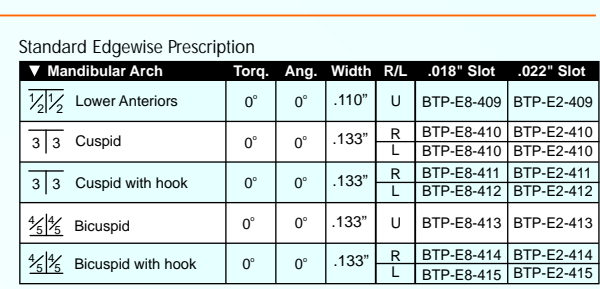 Standard Edgewise Prescription
▼ Mandibular Arch Torq. Ang. Width R/L .018" Slot .022" Slot
1/2|1/2 Lower Anteriors 0° 0° .110” U BTP-E8-409 BTP-E2-409
3|3 Cuspid 0° 0° .133” R BTP-E8-410 BTP-E2-410
L BTP-E8-410 BTP-E2-410
3|3 Cuspid with hook 0° 0° .133” R BTP-E8-411 BTP-E2-411
L BTP-E8-412 BTP-E2-412
4/5|4/5 Bicuspid 0° 0° .133” U BTP-E8-413 BTP-E2-413
4/5|4/5 Bicuspid with hook 0° 0° .133” R BTP-E8-414 BTP-E2-414
L BTP-E8-415 BTP-E2-415